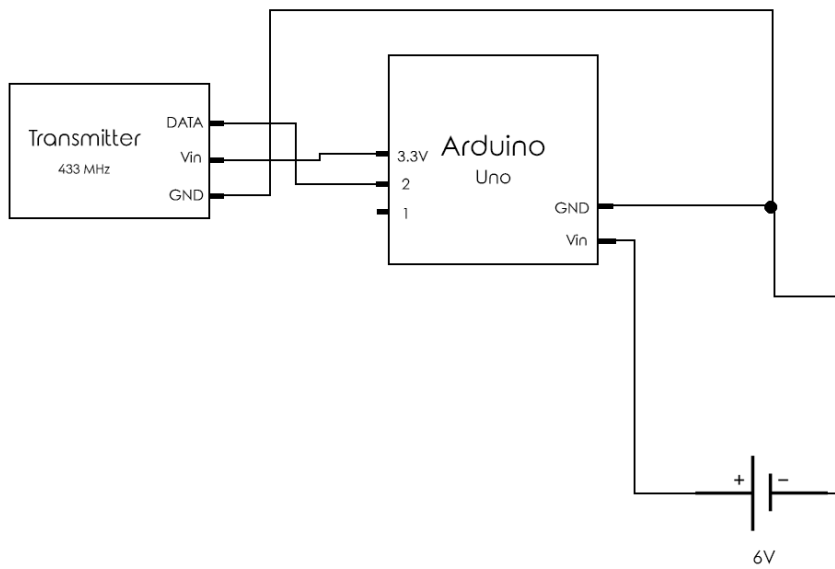 Transmitter
433 MHz
DATA
Vin
GND
Arduino
Uno
3.3V
2
1
GND
Vin
+ −
6V